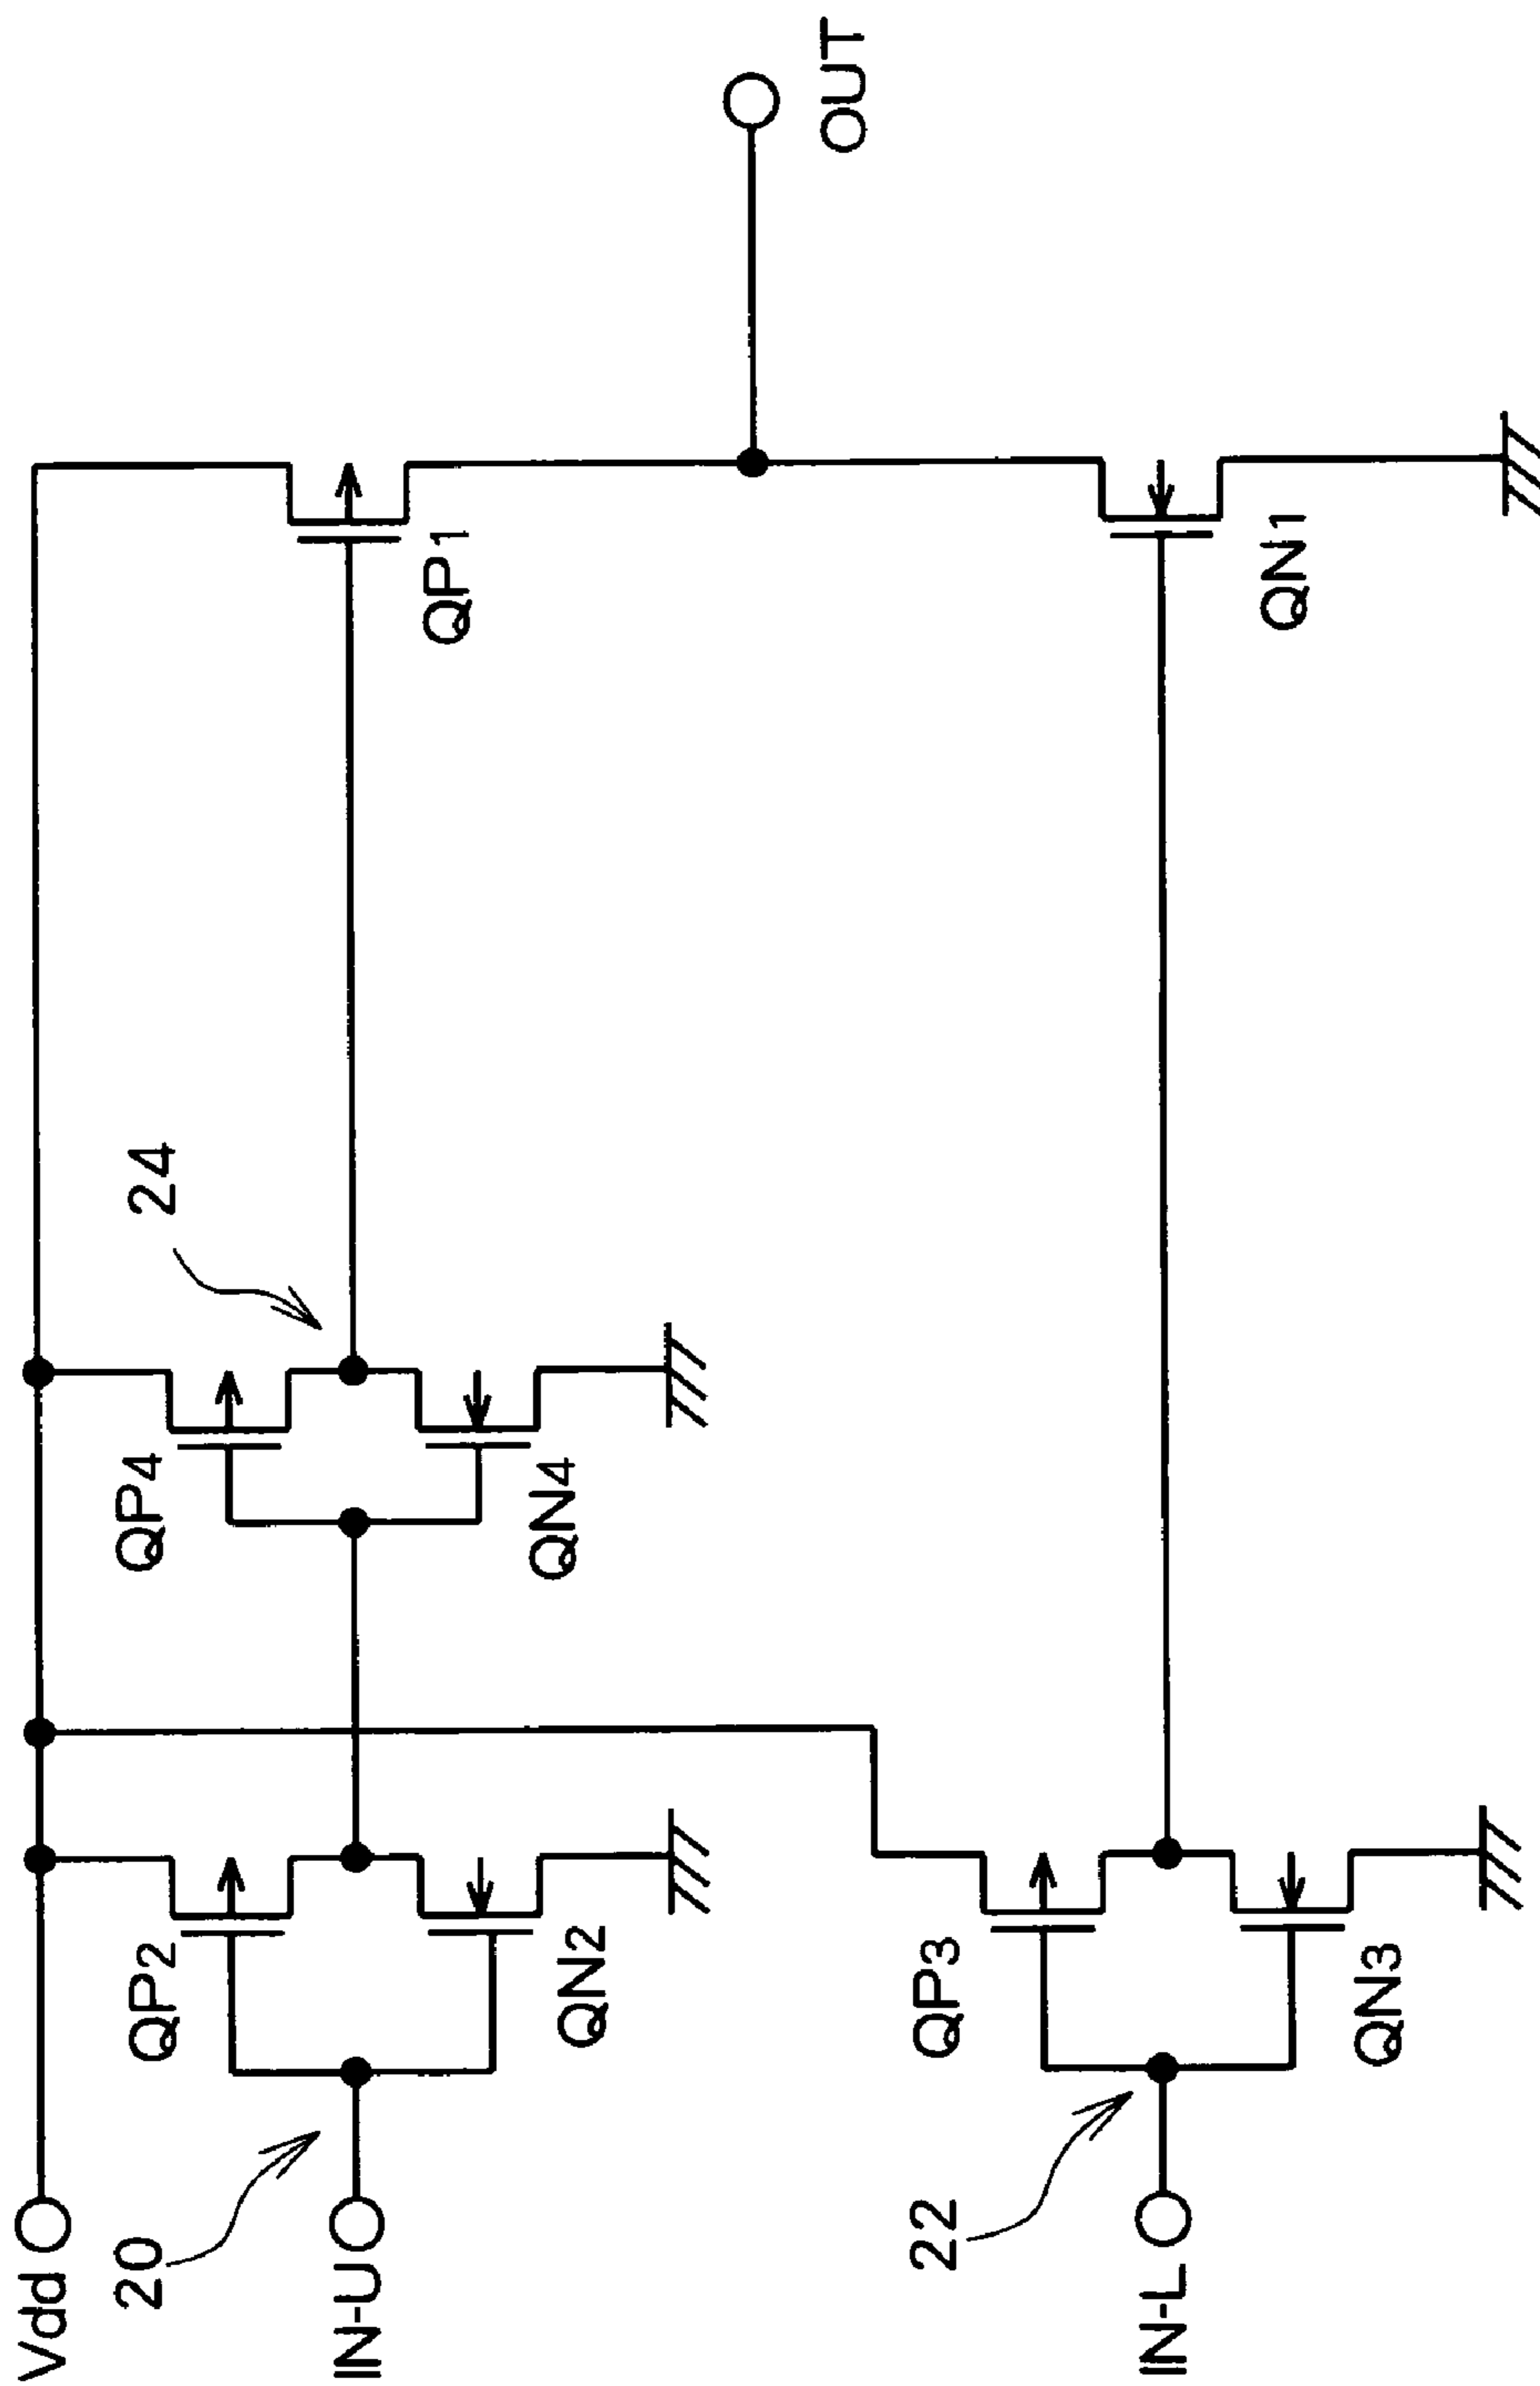 Vdd
20
IN-U
QP2
QN2
QP4
QN4
24
QP1
OUT
22
IN-L
QP3
QN3
QN1